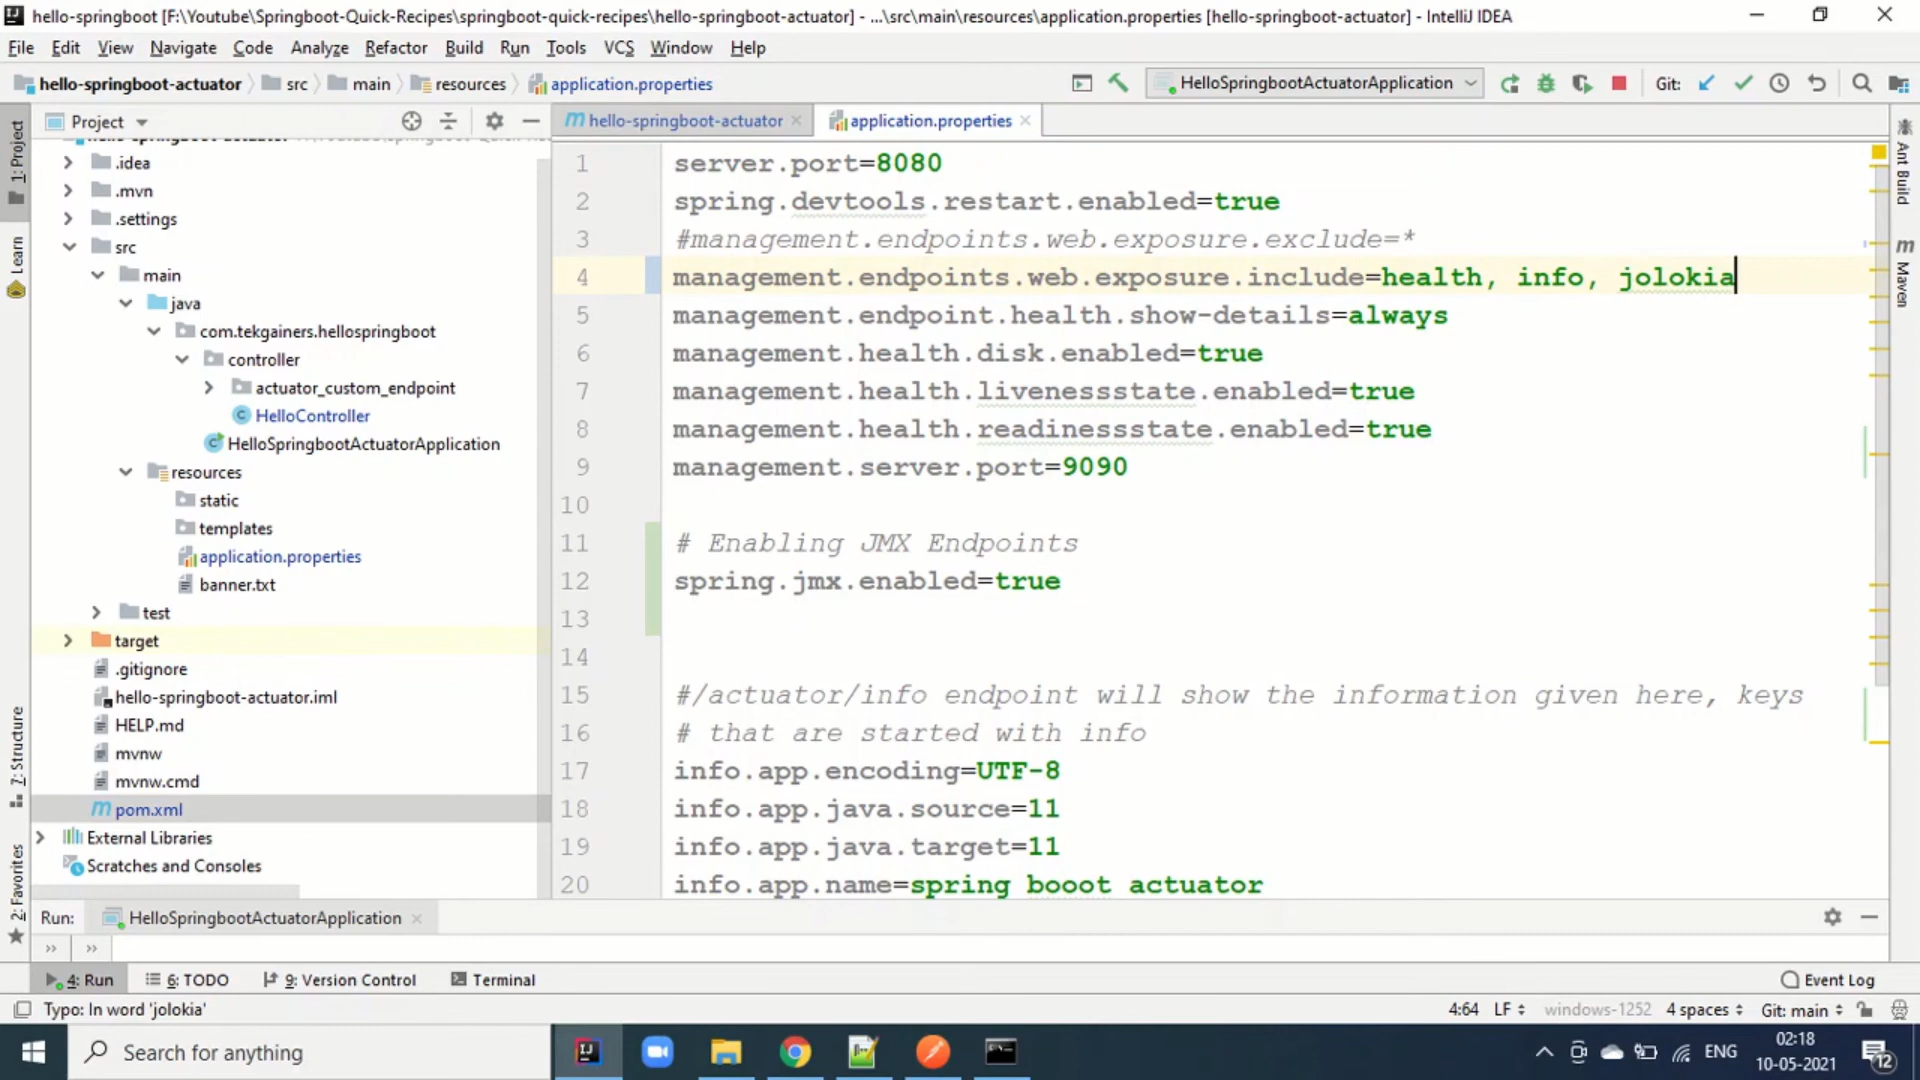 hello-springboot-actuator [F:\Youtube\Springboot-Quick-Recipes\springboot-quick-recipes\hello-springboot-actuator] - ...\src\main\resources\application.properties [hello-springboot-actuator] - IntelliJ IDEA
File Edit View Navigate Code Analyze Refactor Build Run Tools VCS Window Help
hello-springboot-actuator src main resources application.properties HelloSpringbootActuatorApplication Git:
Project hello-springboot-actuator application.properties
1: Project
Learn
7: Structure
2: Favorites
.idea
.mvn
.settings
src
main
java
com.tekgainers.hellospringboot
controller
actuator_custom_endpoint
HelloController
HelloSpringbootActuatorApplication
resources
static
templates
application.properties
banner.txt
test
target
.gitignore
hello-springboot-actuator.iml
HELP.md
mvnw
mvnw.cmd
pom.xml
External Libraries
Scratches and Consoles
1 server.port=8080
2 spring.devtools.restart.enabled=true
3 #management.endpoints.web.exposure.exclude=*
4 management.endpoints.web.exposure.include=health, info, jolokia
5 management.endpoint.health.show-details=always
6 management.health.disk.enabled=true
7 management.health.livenessstate.enabled=true
8 management.health.readinessstate.enabled=true
9 management.server.port=9090
10
11 # Enabling JMX Endpoints
12 spring.jmx.enabled=true
13
14
15 #/actuator/info endpoint will show the information given here, keys
16 # that are started with info
17 info.app.encoding=UTF-8
18 info.app.java.source=11
19 info.app.java.target=11
20 info.app.name=spring booot actuator
Ant Build
Maven
Run: HelloSpringbootActuatorApplication
4: Run 6: TODO 9: Version Control Terminal Event Log
Typo: In word 'jolokia' 4:64 LF windows-1252 4 spaces Git: main
Search for anything ENG 02:18
10-05-2021 12